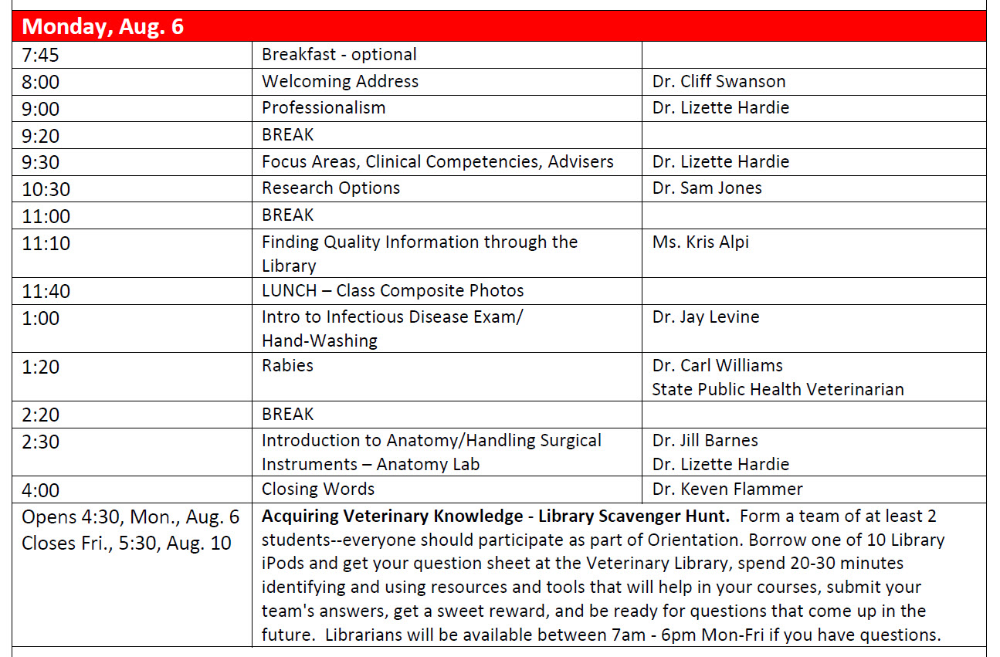 Monday, Aug. 6
7:45 Breakfast - optional
8:00 Welcoming Address Dr. Cliff Swanson
9:00 Professionalism Dr. Lizette Hardie
9:20 BREAK
9:30 Focus Areas, Clinical Competencies, Advisers Dr. Lizette Hardie
10:30 Research Options Dr. Sam Jones
11:00 BREAK
11:10 Finding Quality Information through the Ms. Kris Alpi
Library
11:40 LUNCH – Class Composite Photos
1:00 Intro to Infectious Disease Exam/ Dr. Jay Levine
Hand-Washing
1:20 Rabies Dr. Carl Williams
State Public Health Veterinarian
2:20 BREAK
2:30 Introduction to Anatomy/Handling Surgical Dr. Jill Barnes
Instruments – Anatomy Lab Dr. Lizette Hardie
4:00 Closing Words Dr. Keven Flammer
Opens 4:30, Mon., Aug. 6 Acquiring Veterinary Knowledge - Library Scavenger Hunt. Form a team of at least 2
Closes Fri., 5:30, Aug. 10 students--everyone should participate as part of Orientation. Borrow one of 10 Library
iPods and get your question sheet at the Veterinary Library, spend 20-30 minutes
identifying and using resources and tools that will help in your courses, submit your
team's answers, get a sweet reward, and be ready for questions that come up in the
future. Librarians will be available between 7am - 6pm Mon-Fri if you have questions.